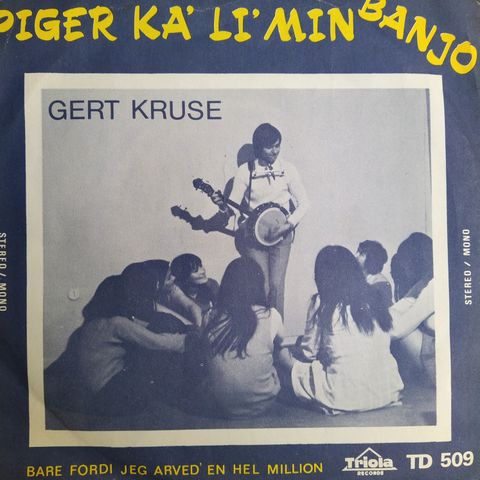 PIGER KA' LI' MIN BANJO
GERT KRUSE
STEREO / MONO
STEREO / MONO
BARE FORDI JEG ARVED' EN HEL MILLION
Triola
RECORDS
TD 509